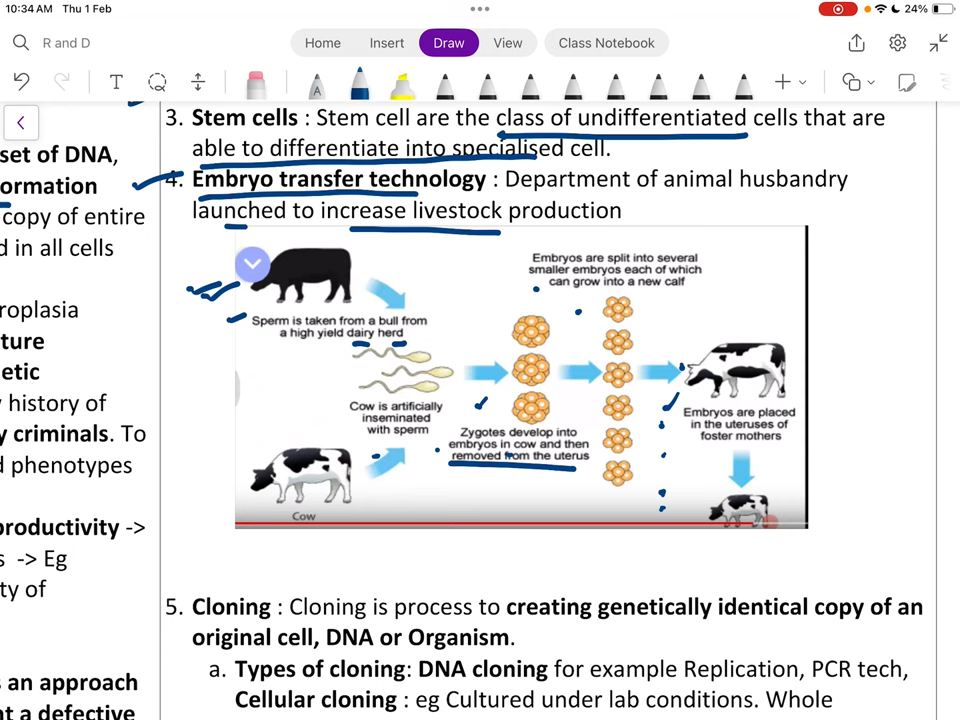 10:34 AM Thu 1 Feb
24%
R and D
Home Insert Draw View Class Notebook
T
A
set of DNA,
ormation
copy of entire
d in all cells
roplasia
ture
etic
history of
y criminals. To
d phenotypes
productivity ->
s -> Eg
ty of
s an approach
nt a defective
3. Stem cells : Stem cell are the class of undifferentiated cells that are
able to differentiate into specialised cell.
4. Embryo transfer technology : Department of animal husbandry
launched to increase livestock production
Sperm is taken from a bull from
a high yield dairy herd
Cow is artificially
inseminated
with sperm
Cow
Zygotes develop into
embryos in cow and then
removed from the uterus
Embryos are split into several
smaller embryos each of which
can grow into a new calf
Embryos are placed
in the uteruses of
foster mothers
5. Cloning : Cloning is process to creating genetically identical copy of an
original cell, DNA or Organism.
a. Types of cloning: DNA cloning for example Replication, PCR tech,
Cellular cloning : eg Cultured under lab conditions. Whole